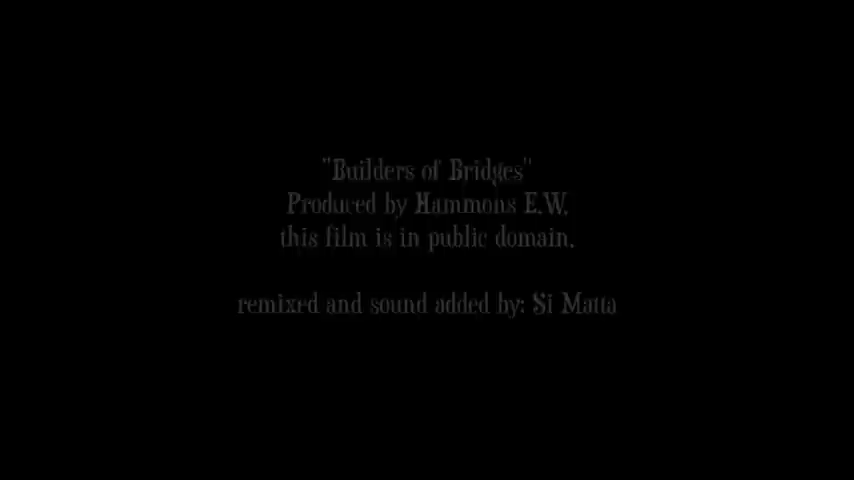 "Builders of Bridges"
Produced by Hammons E.W.
this film is in public domain.
remixed and sound added by: Si Matta